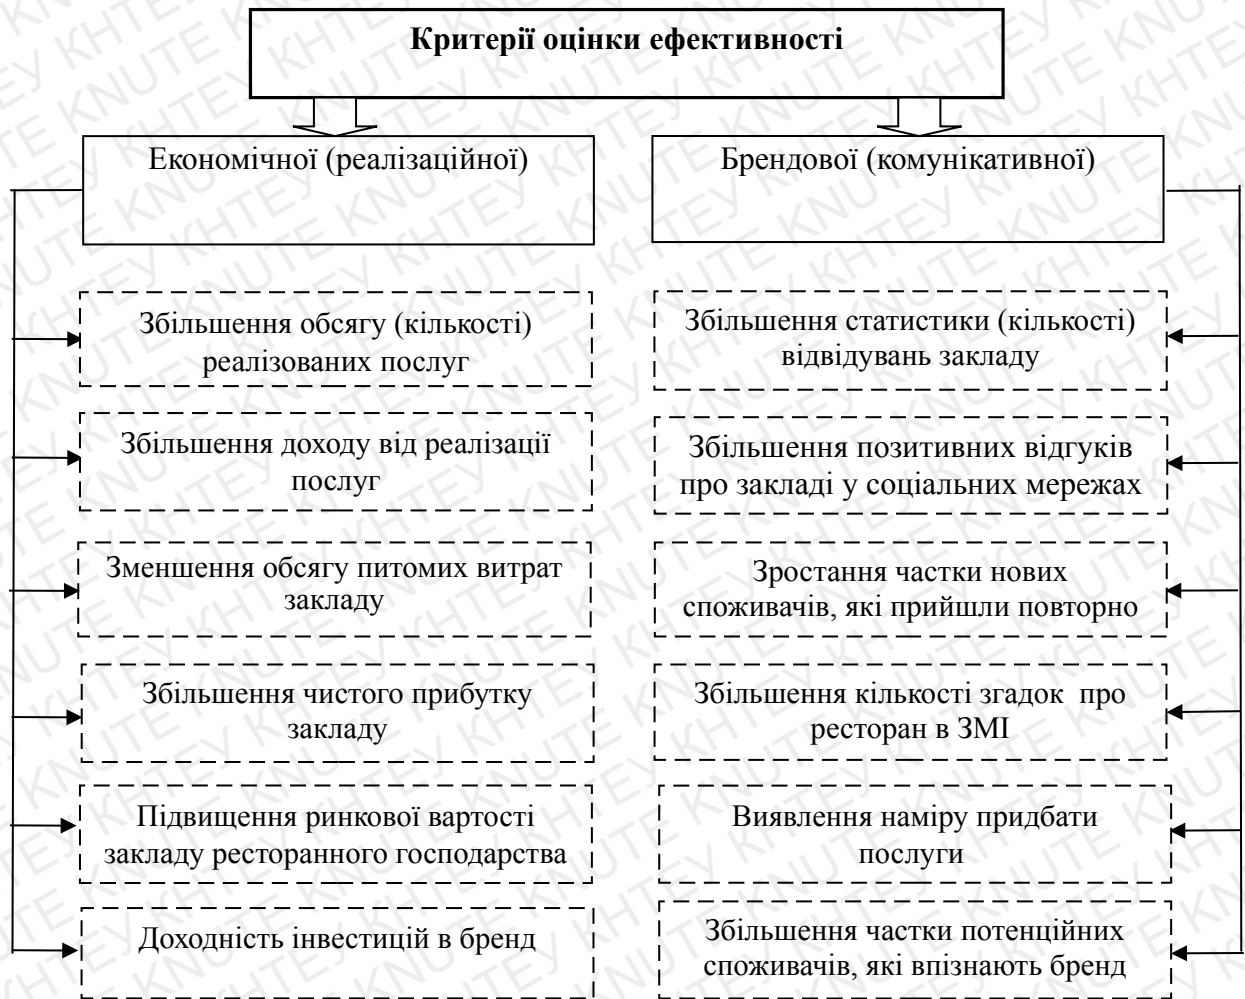 Критерії оцінки ефективності
Економічної (реалізаційної)
Брендової (комунікативної)
Збільшення обсягу (кількості)
реалізованих послуг
Збільшення доходу від реалізації
послуг
Зменшення обсягу питомих витрат
закладу
Збільшення чистого прибутку
закладу
Підвищення ринкової вартості
закладу ресторанного господарства
Доходність інвестицій в бренд
Збільшення статистики (кількості)
відвідувань закладу
Збільшення позитивних відгуків
про закладі у соціальних мережах
Зростання частки нових
споживачів, які прийшли повторно
Збільшення кількості згадок про
ресторан в ЗМІ
Виявлення наміру придбати
послуги
Збільшення частки потенційних
споживачів, які впізнають бренд